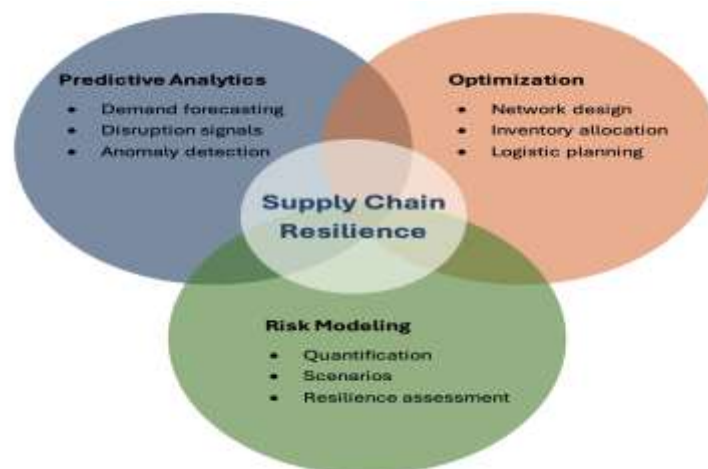 Predictive Analytics
• Demand forecasting
• Disruption signals
• Anomaly detection
Optimization
• Network design
• Inventory allocation
• Logistic planning
Supply Chain
Resilience
Risk Modeling
• Quantification
• Scenarios
• Resilience assessment